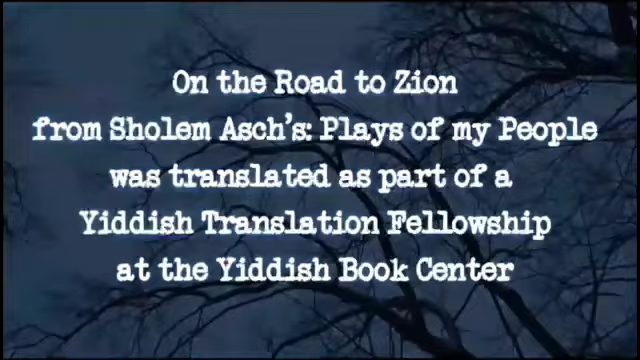 On the Road to Zion
from Sholem Asch's: Plays of my People
was translated as part of a
Yiddish Translation Fellowship
at the Yiddish Book Center